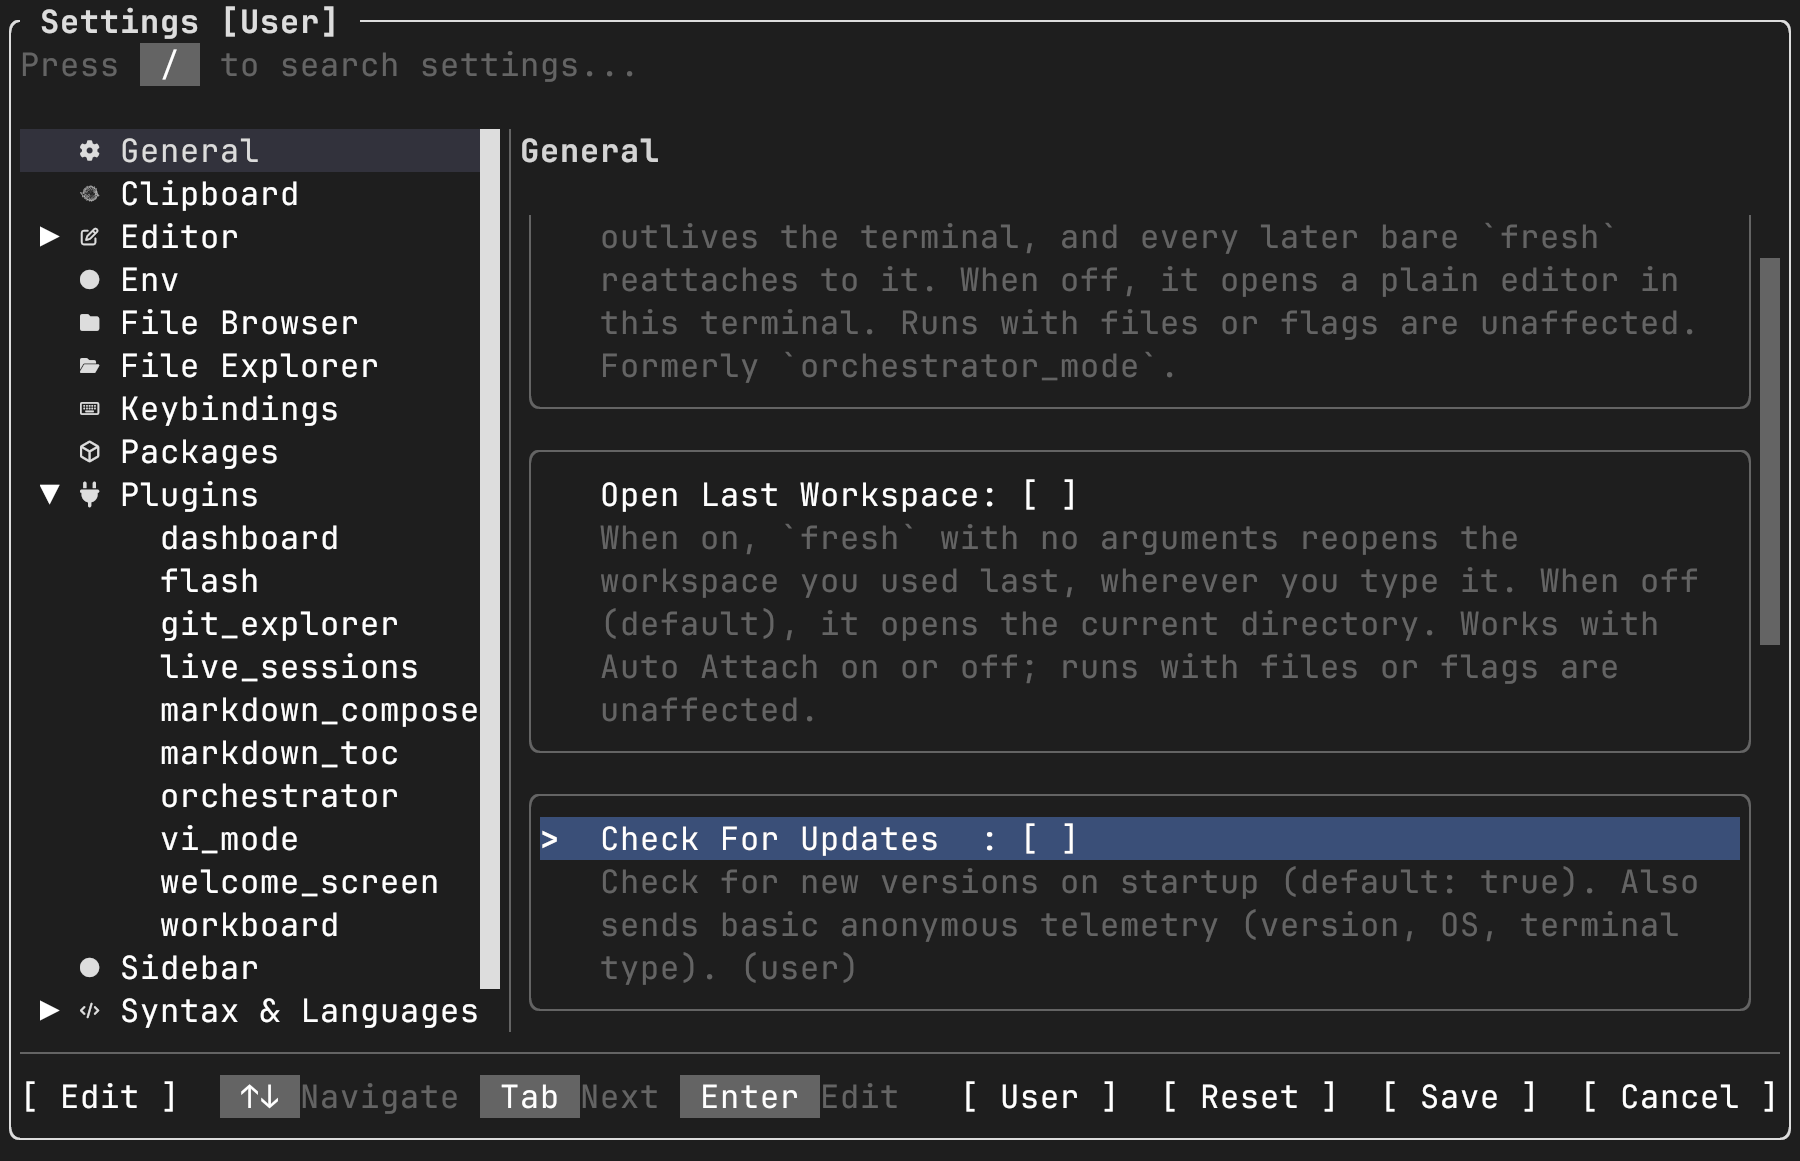 Settings [User]
Press / to search settings...
General
Clipboard
▶ Editor
Env
File Browser
File Explorer
Keybindings
Packages
▼ Plugins
dashboard
flash
git_explorer
live_sessions
markdown_compose
markdown_toc
orchestrator
vi_mode
welcome_screen
workboard
Sidebar
▶ </> Syntax & Languages
General
outlives the terminal, and every later bare `fresh`
reattaches to it. When off, it opens a plain editor in
this terminal. Runs with files or flags are unaffected.
Formerly `orchestrator_mode`.
Open Last Workspace: [ ]
When on, `fresh` with no arguments reopens the
workspace you used last, wherever you type it. When off
(default), it opens the current directory. Works with
Auto Attach on or off; runs with files or flags are
unaffected.
> Check For Updates  : [ ]
Check for new versions on startup (default: true). Also
sends basic anonymous telemetry (version, OS, terminal
type). (user)
[ Edit ] ↑↓ Navigate Tab Next Enter Edit [ User ] [ Reset ] [ Save ] [ Cancel ]